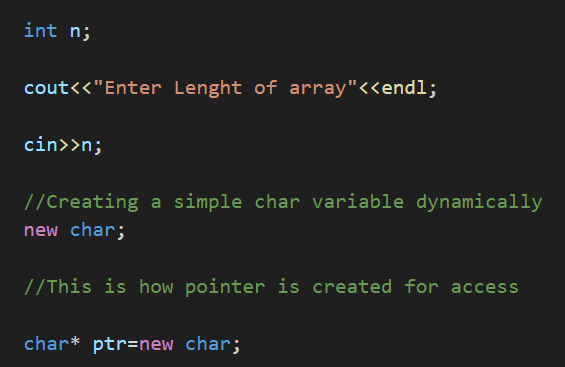 int n;
cout<<"Enter Lenght of array"<<endl;
cin>>n;
//Creating a simple char variable dynamically
new char;
//This is how pointer is created for access
char* ptr=new char;